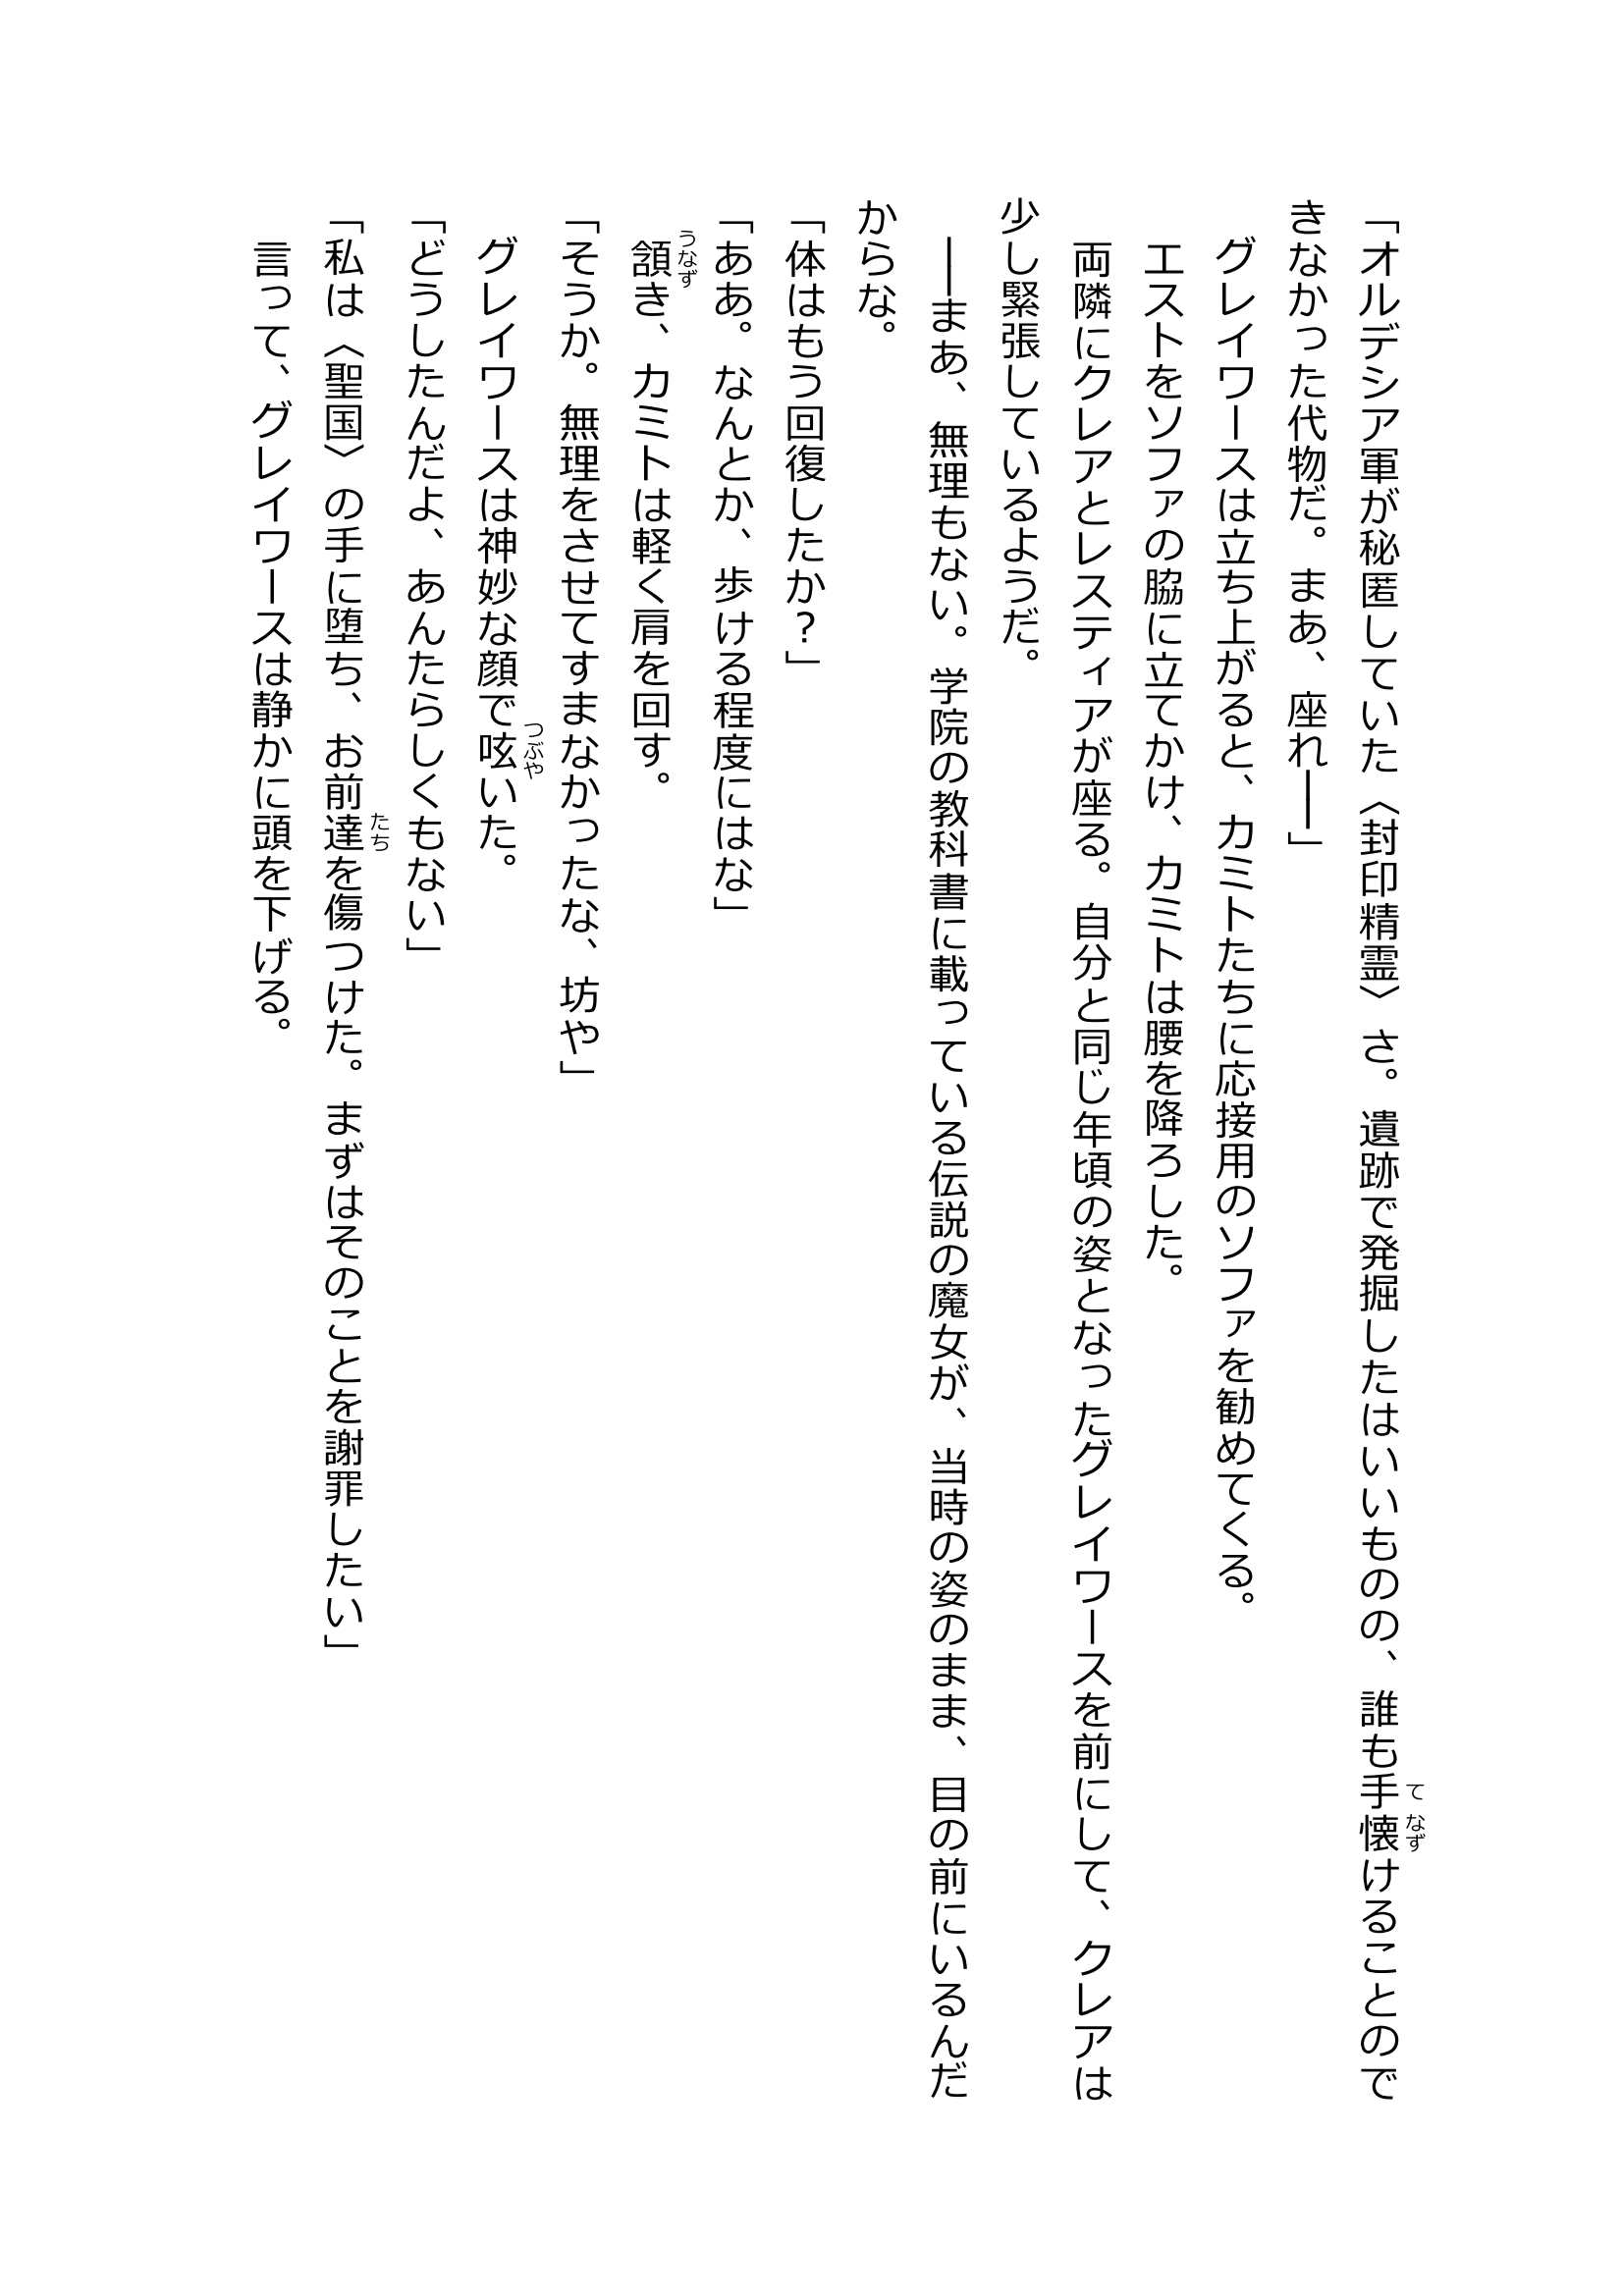 「オルデシア軍が秘匿していた〈封印精霊〉さ。遺跡で発掘したはいいものの、誰も手懐けることので
きなかった代物だ。まあ、座れ――」
　グレイワースは立ち上がると、カミトたちに応接用のソファを勧めてくる。
　エストをソファの脇に立てかけ、カミトは腰を降ろした。
　両隣にクレアとレスティアが座る。自分と同じ年頃の姿となったグレイワースを前にして、クレアは
少し緊張しているようだ。
　――まあ、無理もない。学院の教科書に載っている伝説の魔女が、当時の姿のまま、目の前にいるんだ
からな。
「体はもう回復したか？」
「ああ。なんとか、歩ける程度にはな」
　頷き、カミトは軽く肩を回す。
「そうか。無理をさせてすまなかったな、坊や」
　グレイワースは神妙な顔で呟いた。
「どうしたんだよ、あんたらしくもない」
「私は〈聖国〉の手に堕ち、お前達を傷つけた。まずはそのことを謝罪したい」
　言って、グレイワースは静かに頭を下げる。